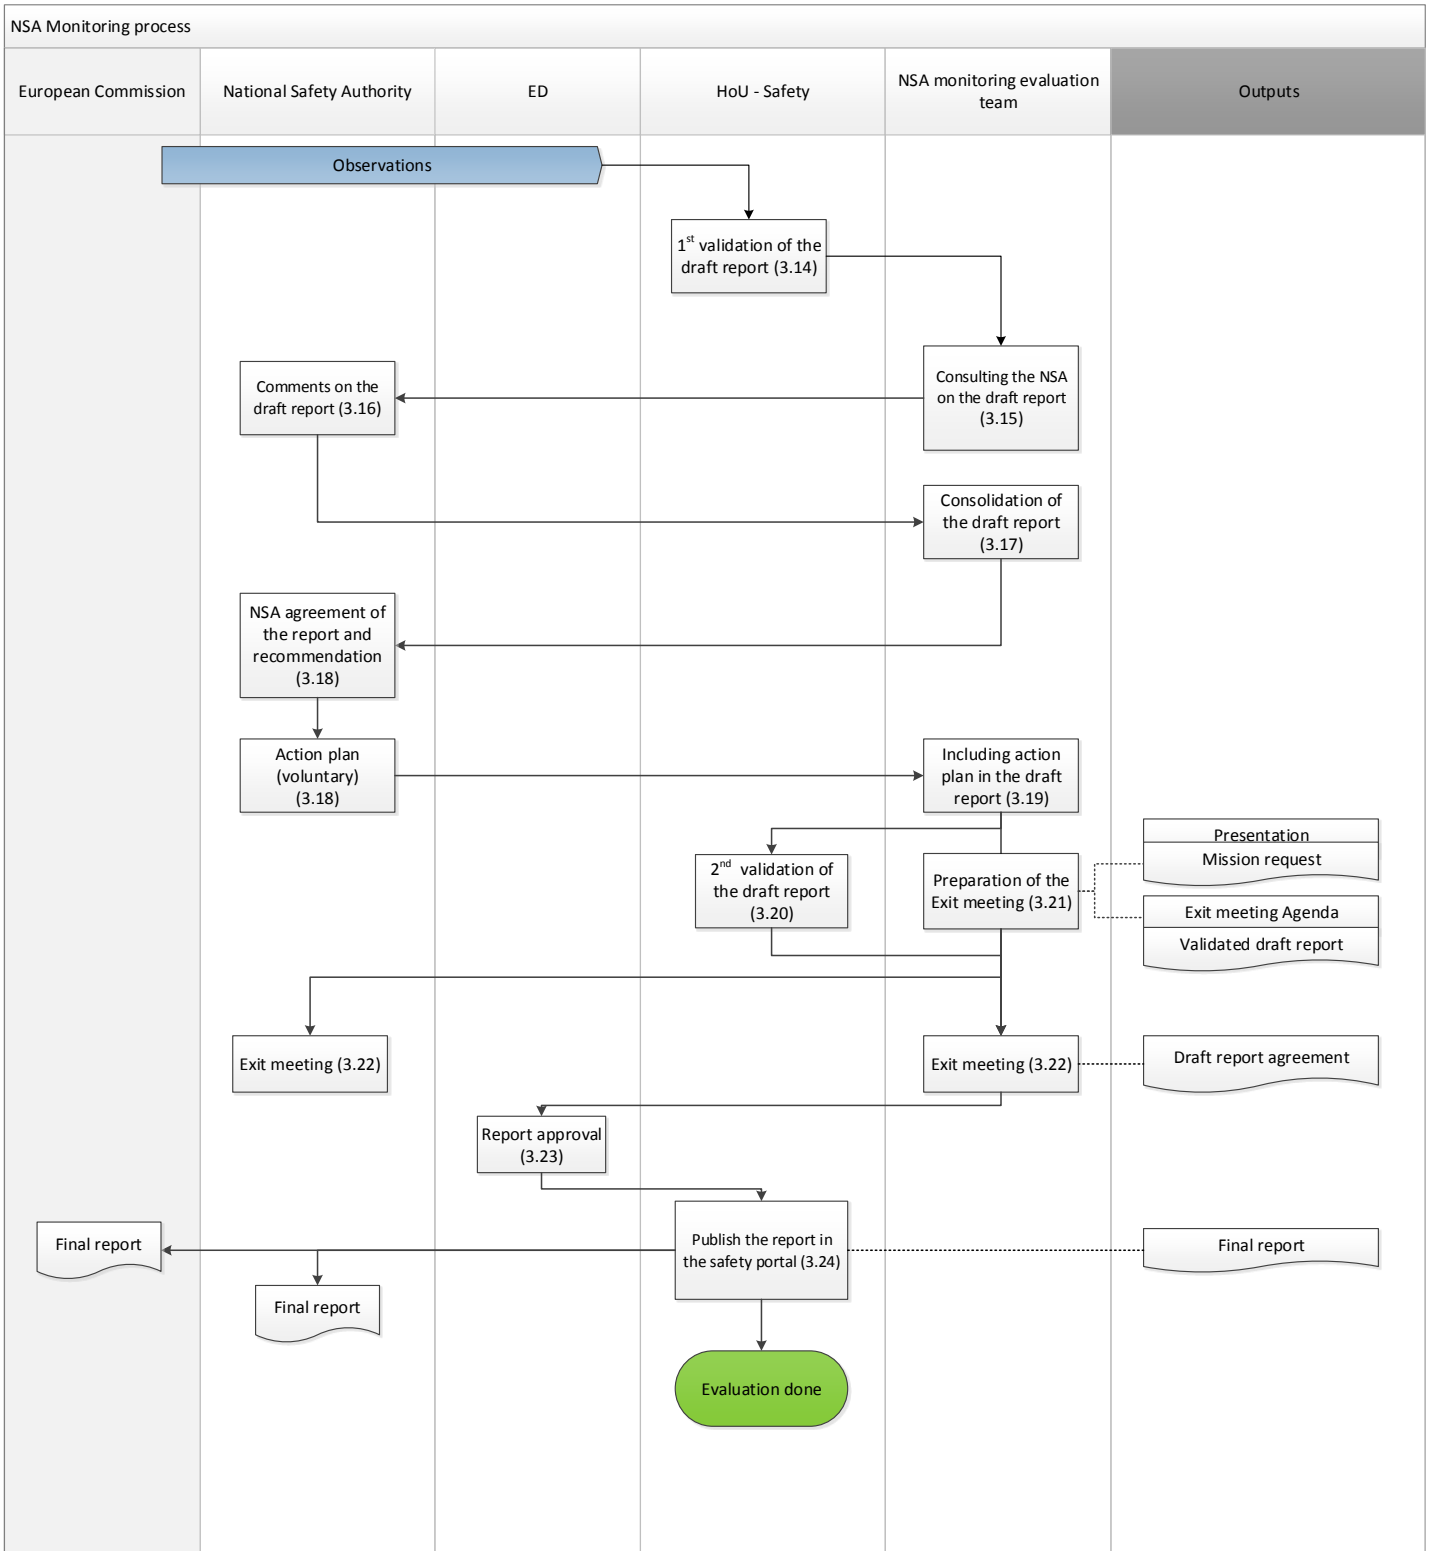 NSA Monitoring process
European Commission
National Safety Authority
ED
HoU - Safety
NSA monitoring evaluation
team
Outputs
Observations
1st validation of the
draft report (3.14)
Consulting the NSA
on the draft report
(3.15)
Comments on the
draft report (3.16)
Consolidation of
the draft report
(3.17)
NSA agreement of
the report and
recommendation
(3.18)
Action plan
(voluntary)
(3.18)
Including action
plan in the draft
report (3.19)
2nd validation of
the draft report
(3.20)
Preparation of the
Exit meeting (3.21)
Presentation
Mission request
Exit meeting Agenda
Validated draft report
Exit meeting (3.22)
Exit meeting (3.22)
Draft report agreement
Report approval
(3.23)
Publish the report in
the safety portal (3.24)
Final report
Final report
Final report
Evaluation done